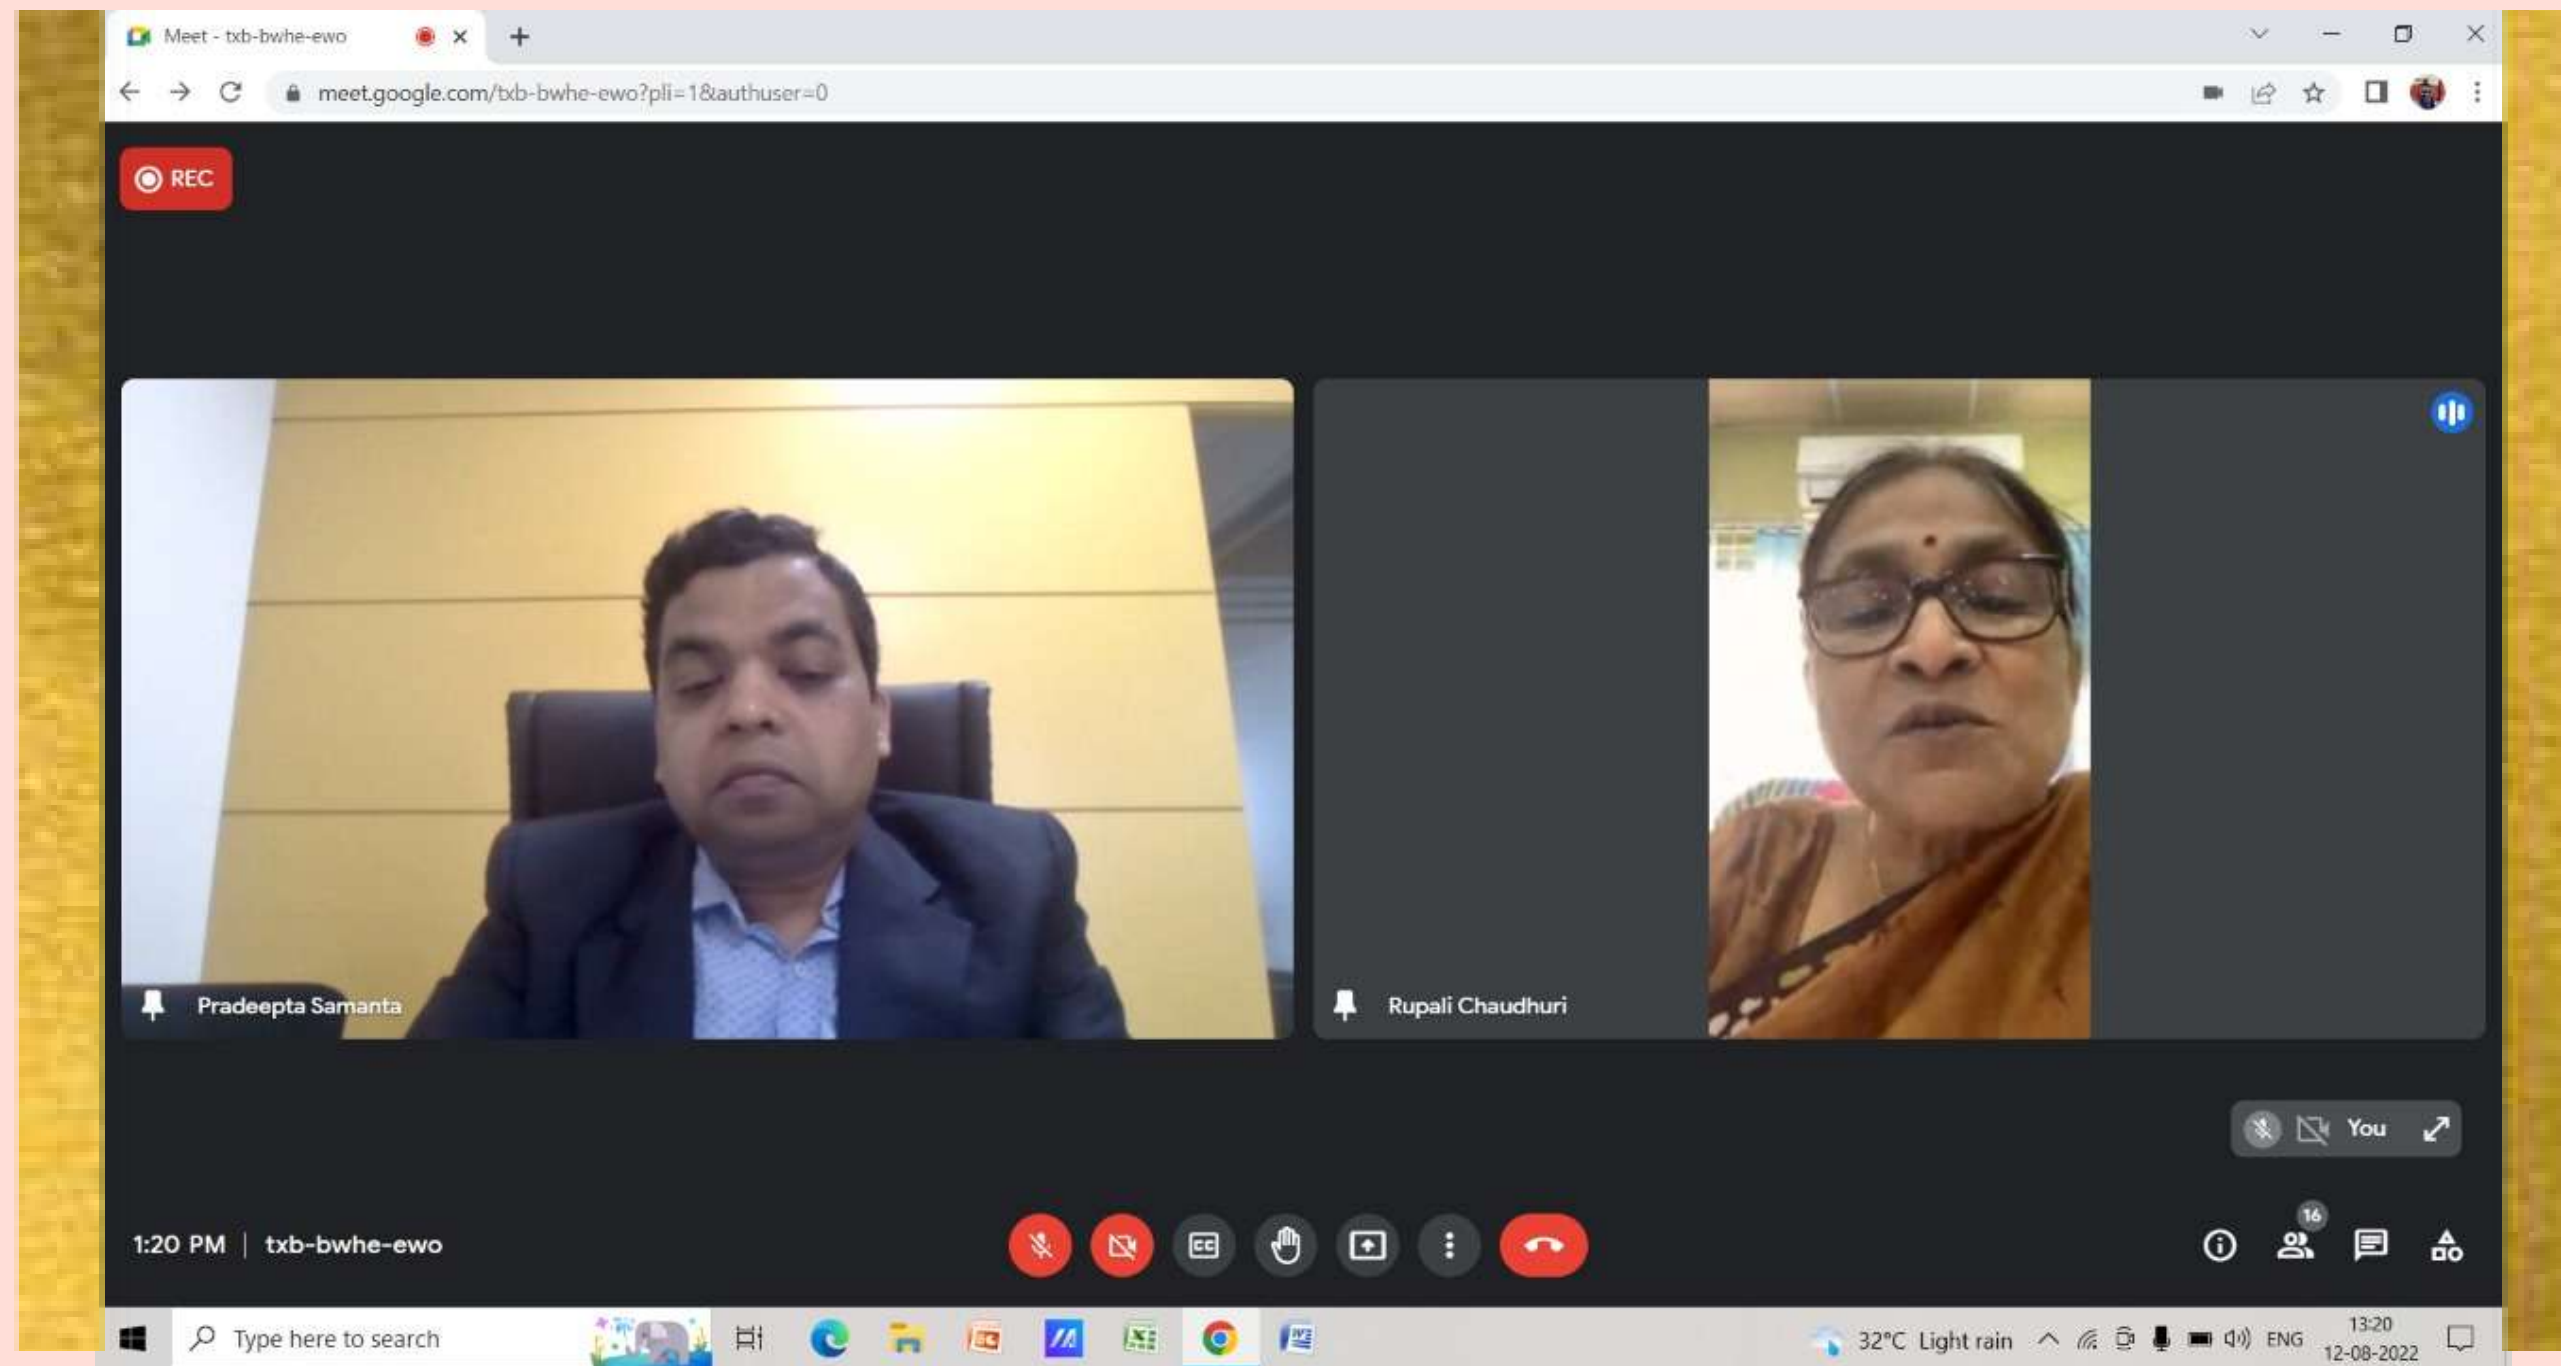 Meet - txb-bwhe-ewo
meet.google.com/txb-bwhe-ewo?pli=1&authuser=0
REC
Pradeepta Samanta
Rupali Chaudhuri
You
1:20 PM | txb-bwhe-ewo
CC
16
Type here to search
32°C Light rain
ENG
13:20
12-08-2022